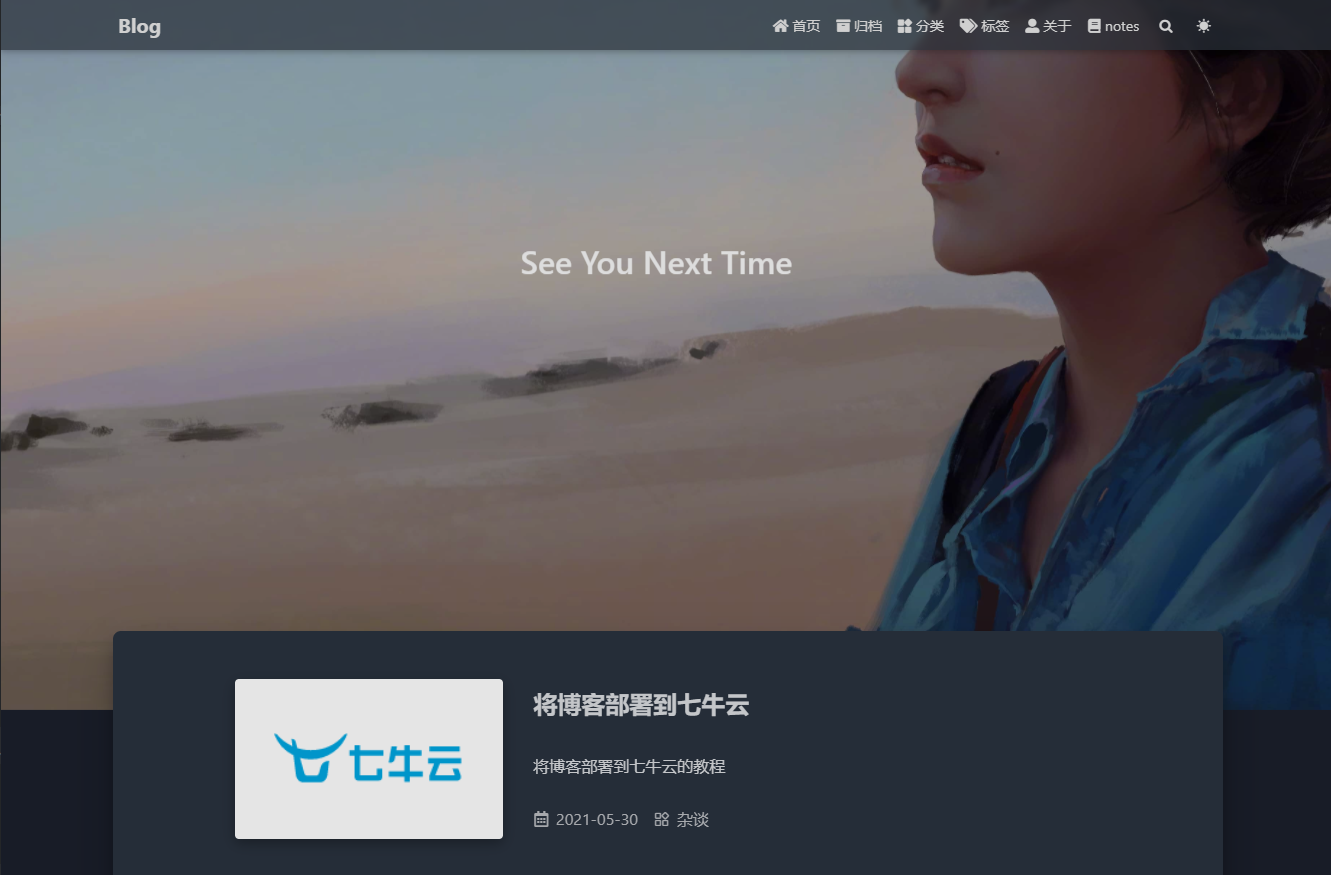 Blog
首页 归档 分类 标签 关于 notes
See You Next Time
七牛云
将博客部署到七牛云
将博客部署到七牛云的教程
2021-05-30 杂谈